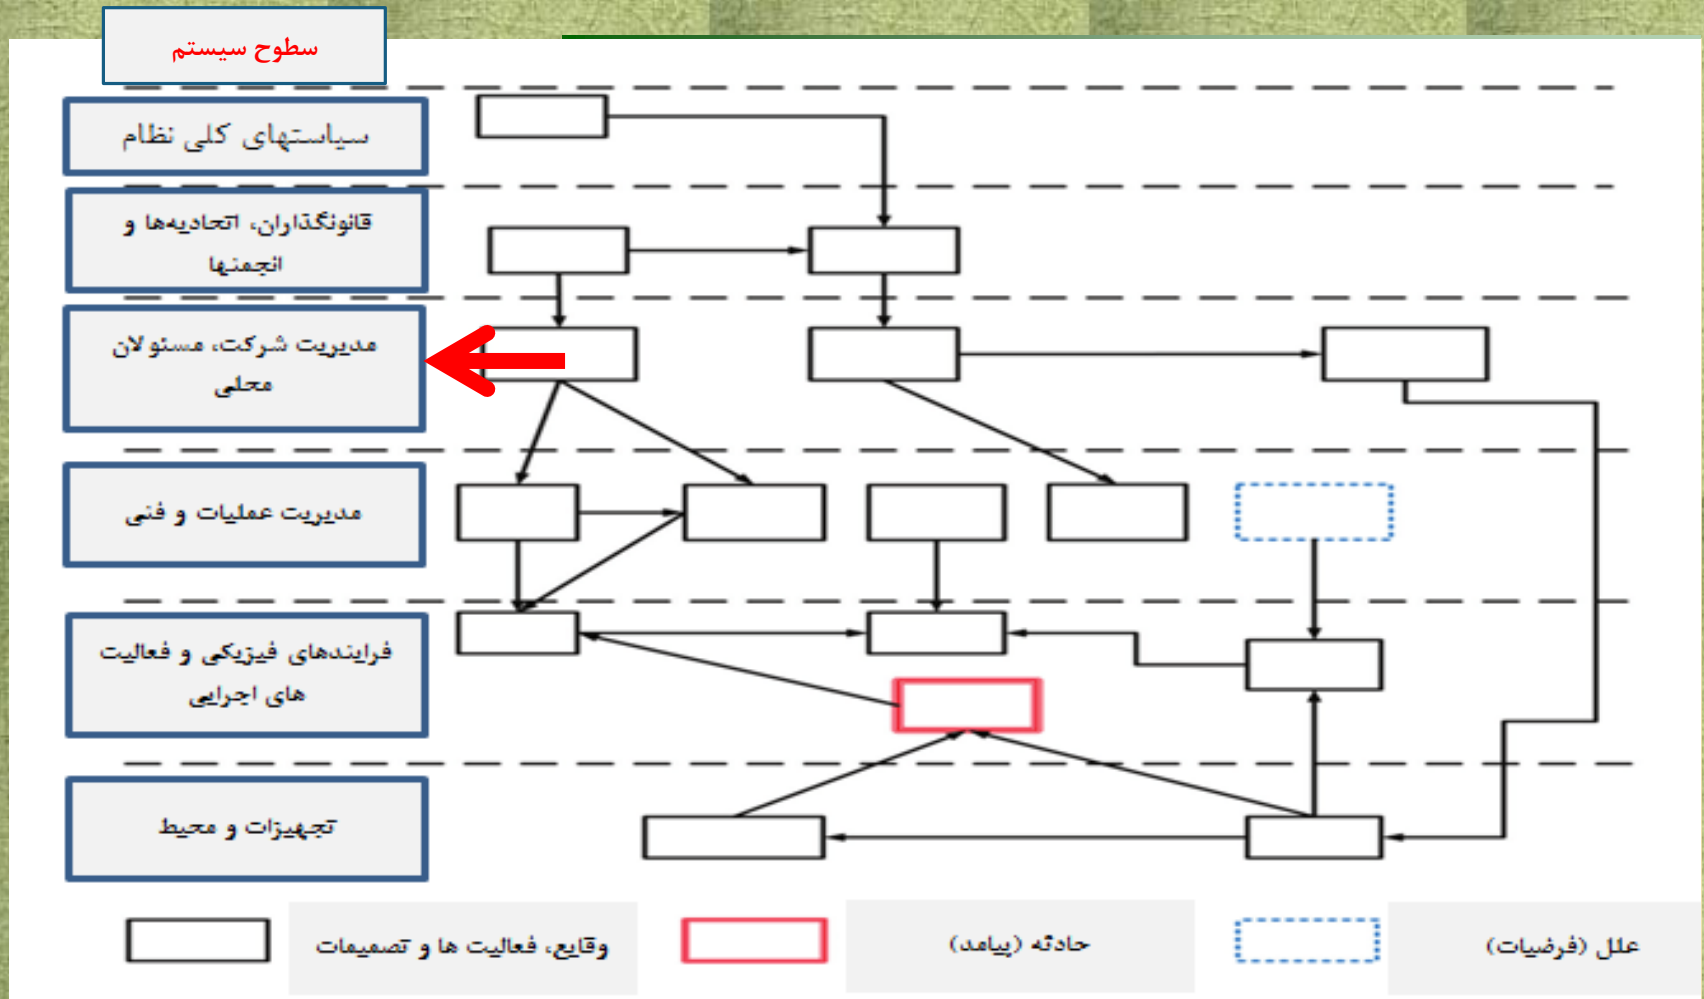 سطوح سیستم
سیاستهای کلی نظام
قانونگذاران، اتحادیه‌ها و
انجمنها
مدیریت شرکت، مسئولان
محلی
مدیریت عملیات و فنی
فرایندهای فیزیکی و فعالیت
های اجرایی
تجهیزات و محیط
وقایع، فعالیت ها و تصمیمات
حادثه (پیامد)
علل (فرضیات)